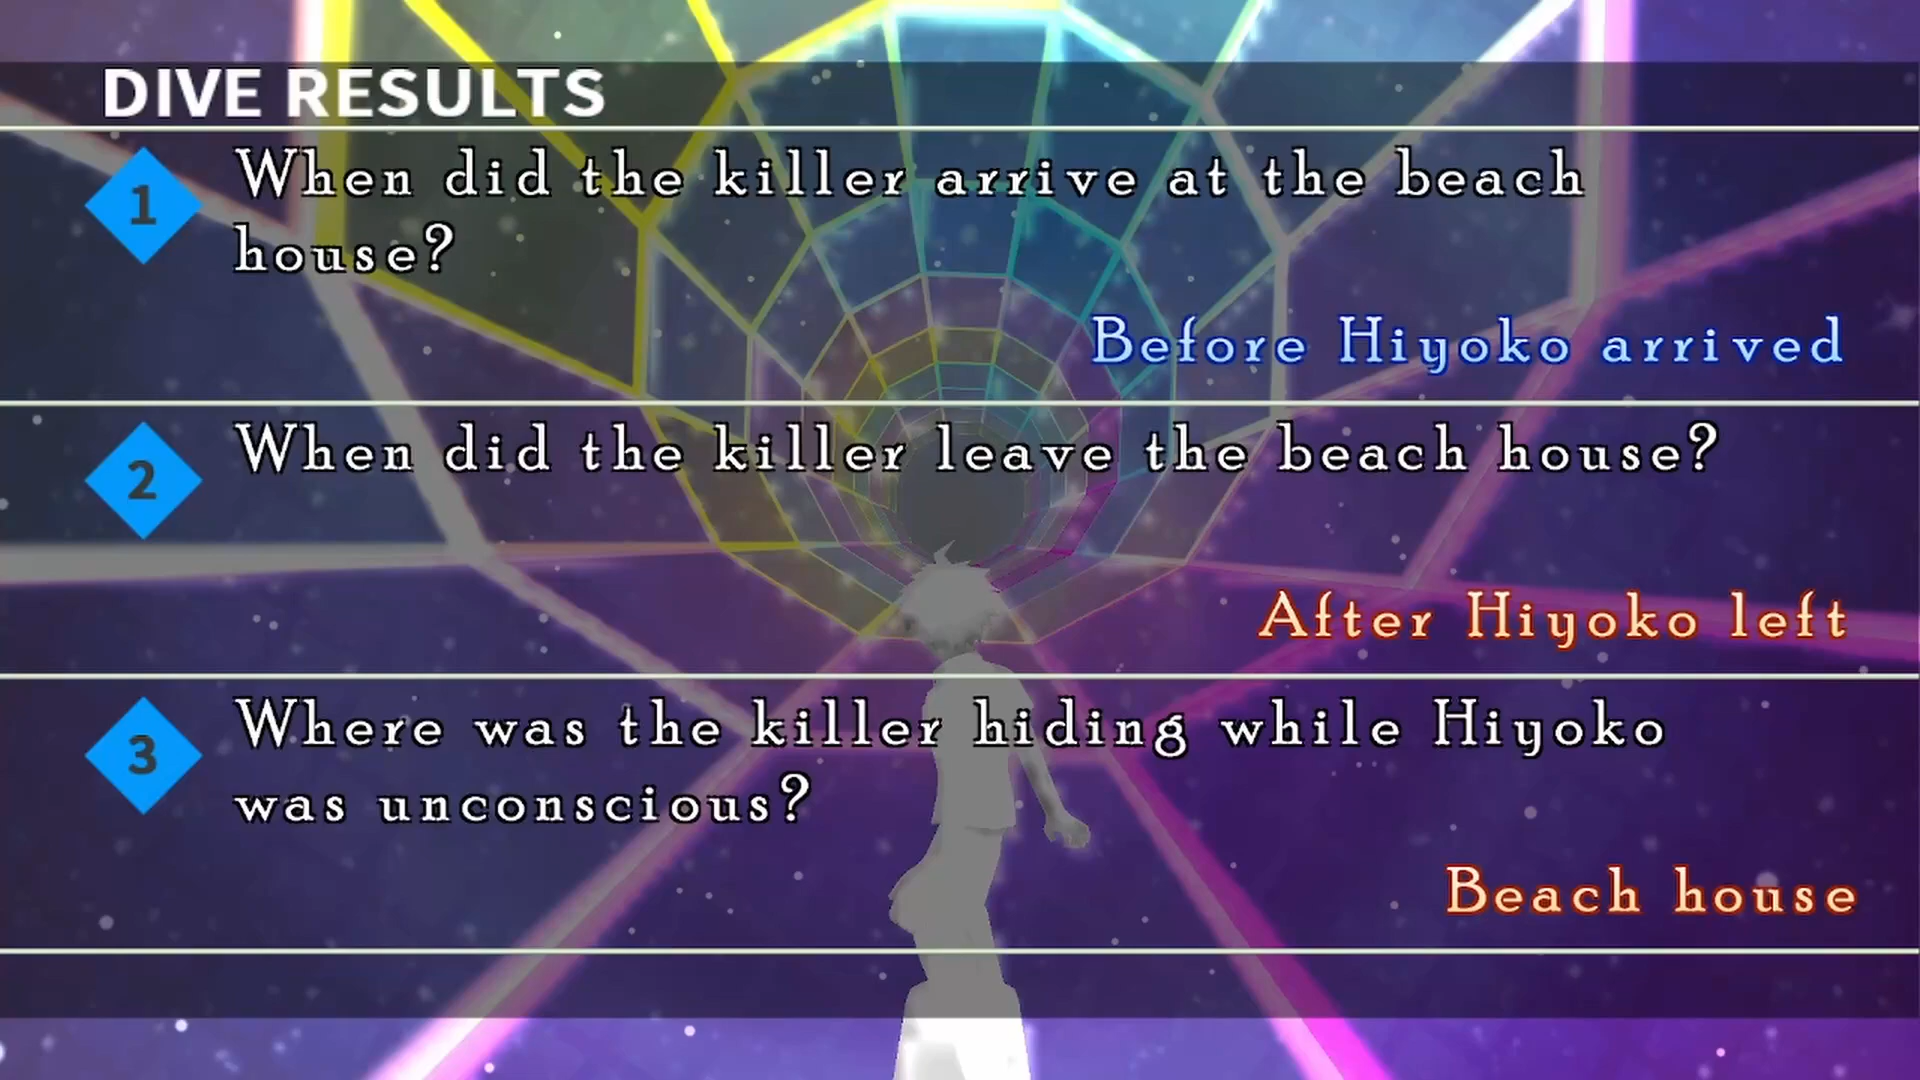 DIVE RESULTS
1
When did the killer arrive at the beach
house?
Before Hiyoko arrived
2
When did the killer leave the beach house?
After Hiyoko left
3
Where was the killer hiding while Hiyoko
was unconscious?
Beach house